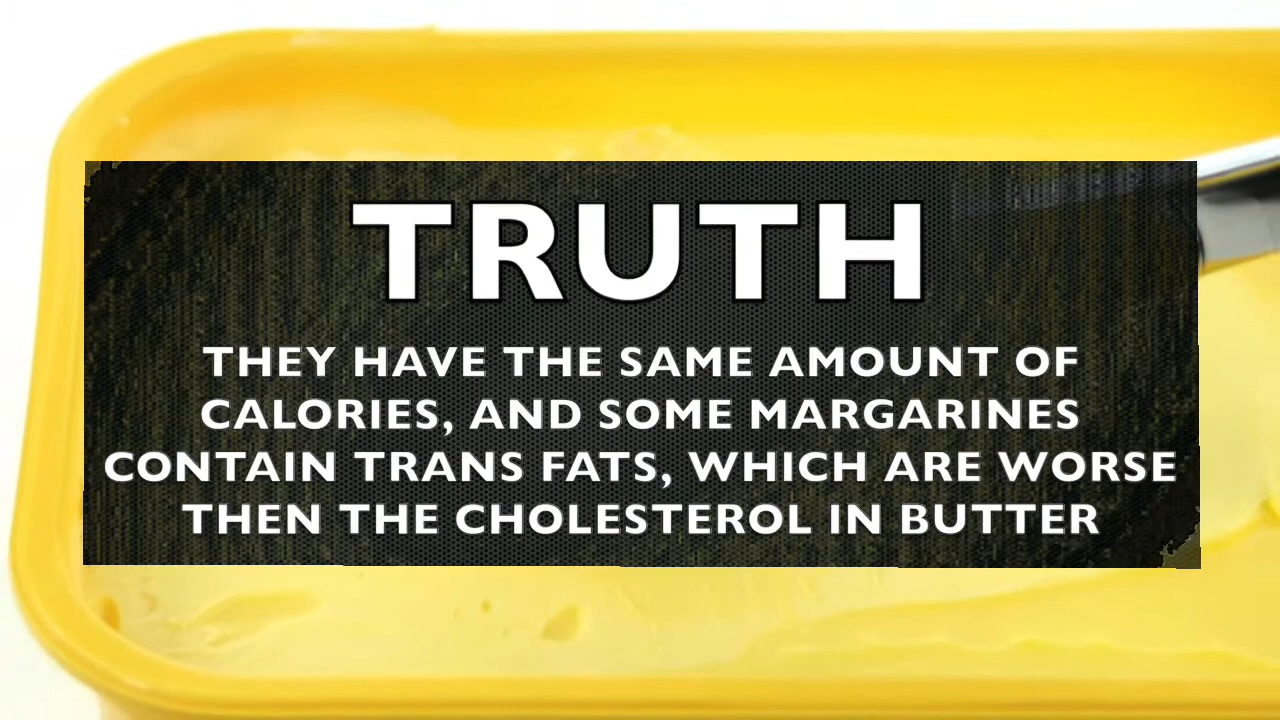 TRUTH
THEY HAVE THE SAME AMOUNT OF
CALORIES, AND SOME MARGARINES
CONTAIN TRANS FATS, WHICH ARE WORSE
THEN THE CHOLESTEROL IN BUTTER